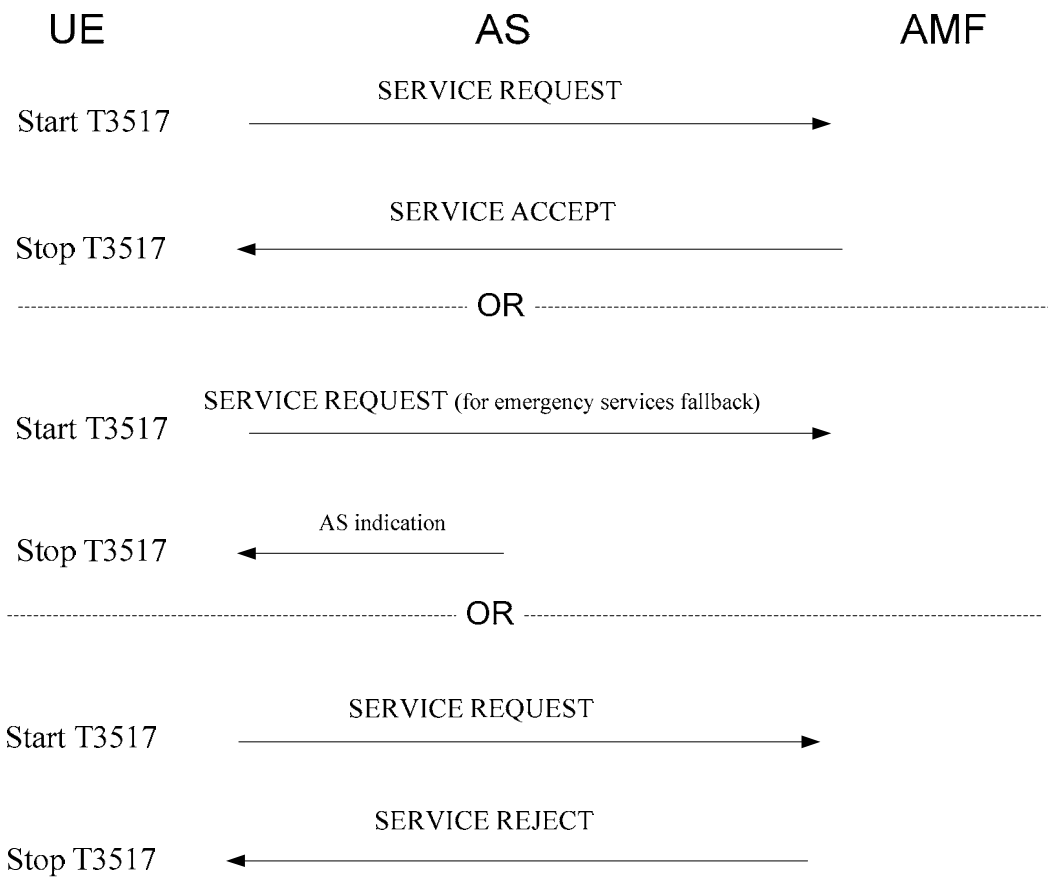 UE AS AMF
SERVICE REQUEST
Start T3517
SERVICE ACCEPT
Stop T3517
OR
SERVICE REQUEST (for emergency services fallback)
Start T3517
AS indication
Stop T3517
OR
SERVICE REQUEST
Start T3517
SERVICE REJECT
Stop T3517